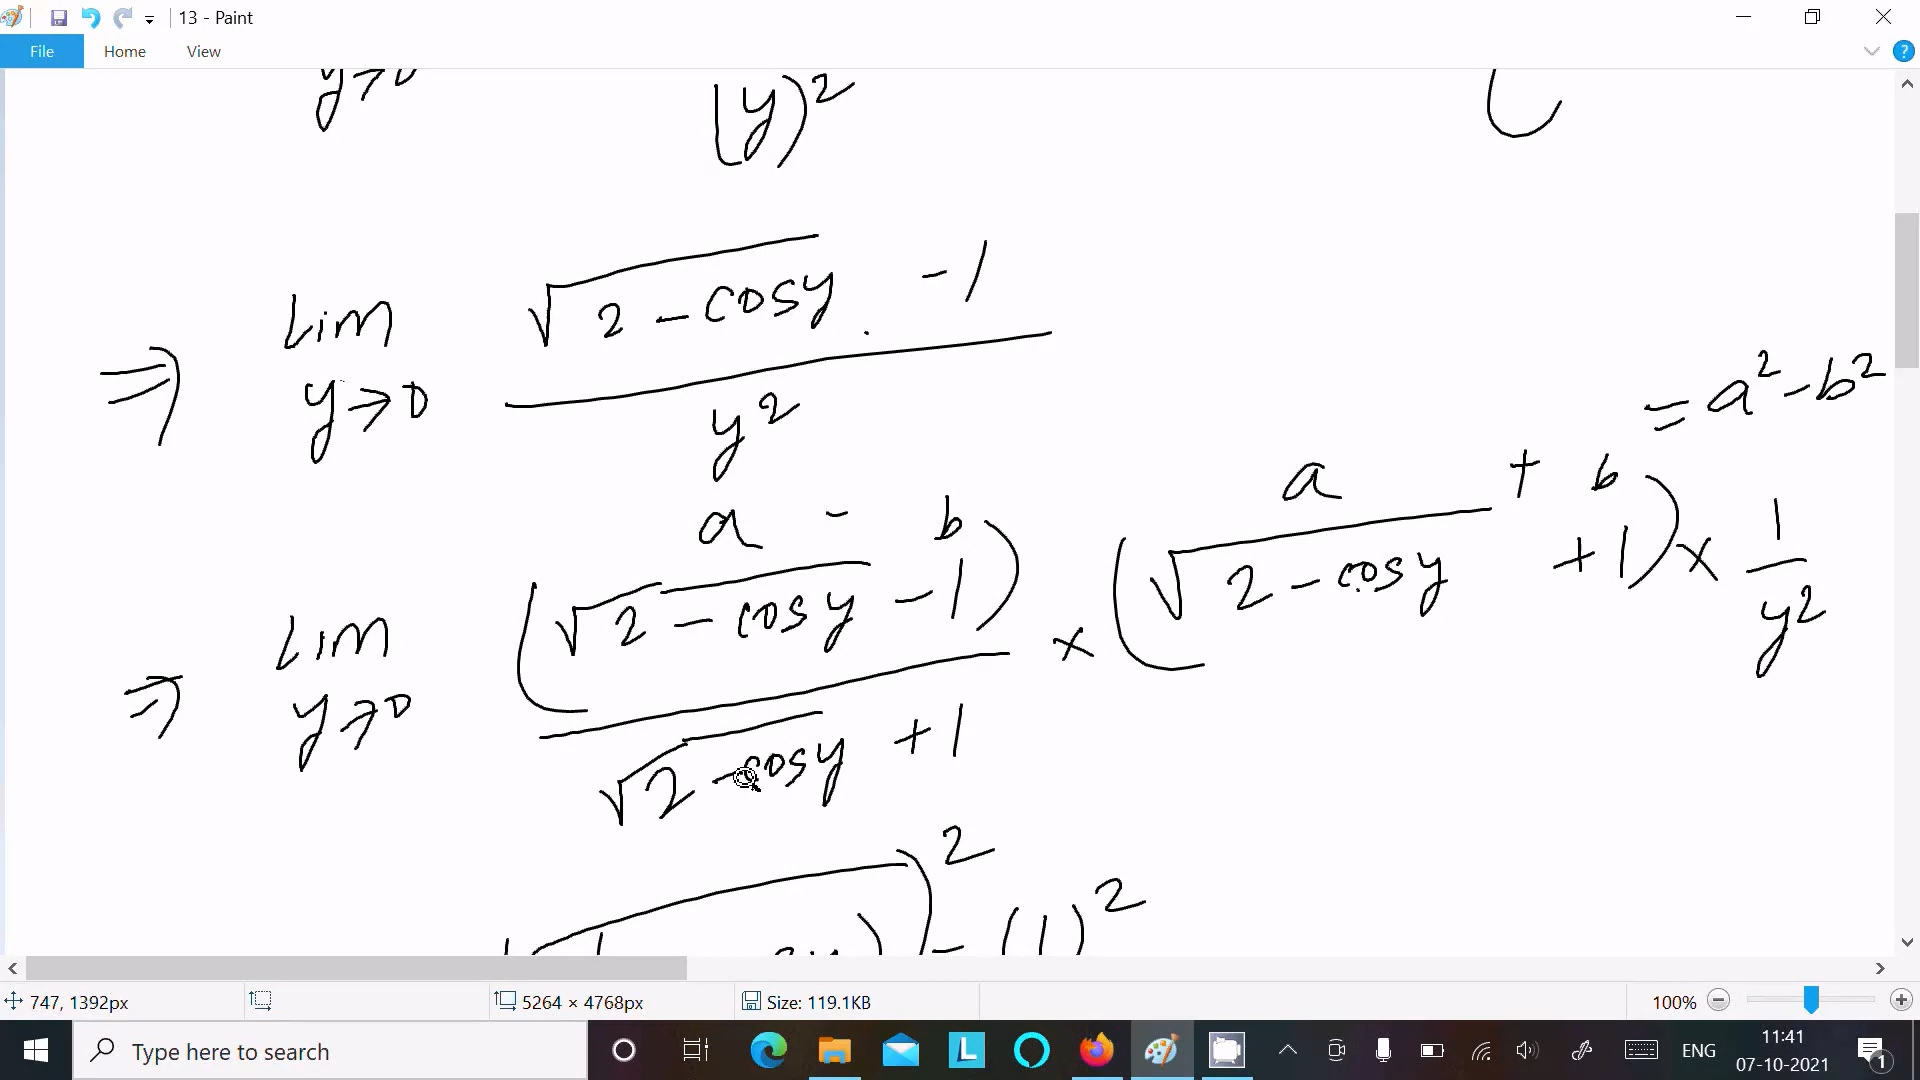 13 - Paint
File Home View
y→0 (y)² (
⇒ Lim y→0 √(2 - cosy) - 1 / y²
= a² - b²
a - b a + b
⇒ Lim y→0 (√(2 - cosy) - 1) / √(2 - cosy) + 1 × (√(2 - cosy) + 1) × 1/y²
)² - (1)²
747, 1392px 5264 × 4768px Size: 119.1KB 100%
Type here to search L ENG 11:41
07-10-2021 1